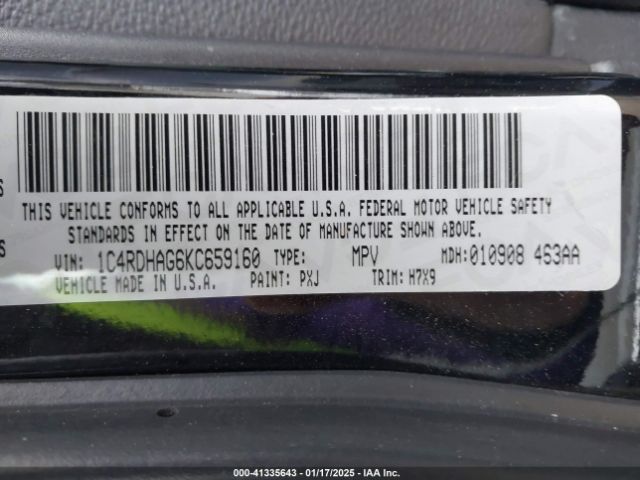 THIS VEHICLE CONFORMS TO ALL APPLICABLE U.S.A. FEDERAL MOTOR VEHICLE SAFETY
STANDARDS IN EFFECT ON THE DATE OF MANUFACTURE SHOWN ABOVE.
VIN: 1C4RDHAG6KC659160 TYPE: MPV MDH:010908 463AA
VEHICLE MADE IN U.S.A. PAINT: PXJ TRIM: H7X9
000-41335643 - 01/17/2025 - IAA Inc.